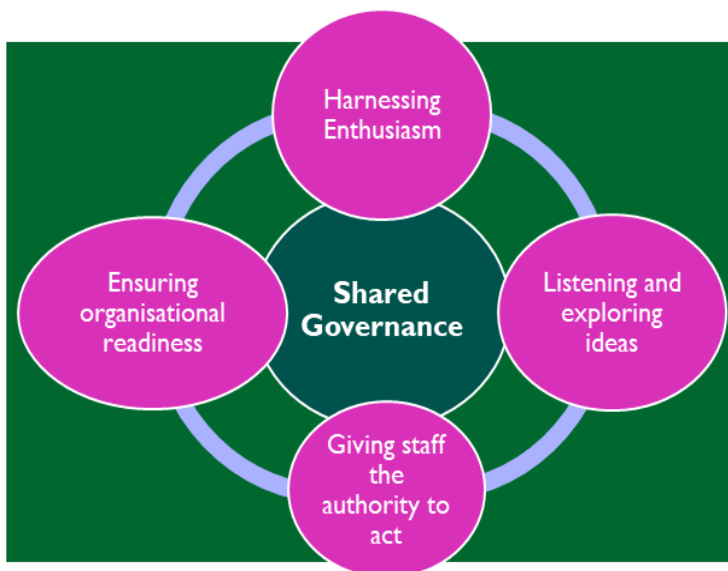 Harnessing
Enthusiasm
Ensuring
organisational
readiness
Shared
Governance
Listening and
exploring
ideas
Giving staff
the
authority to
act